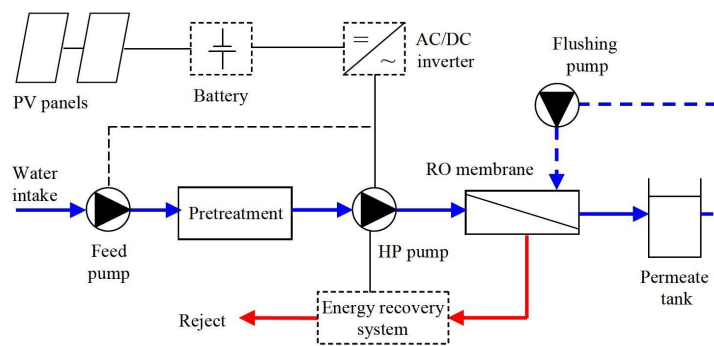 PV panels
Battery
=
~
AC/DC
inverter
Flushing
pump
Water
intake
Feed
pump
Pretreatment
HP pump
RO membrane
Permeate
tank
Energy recovery
system
Reject